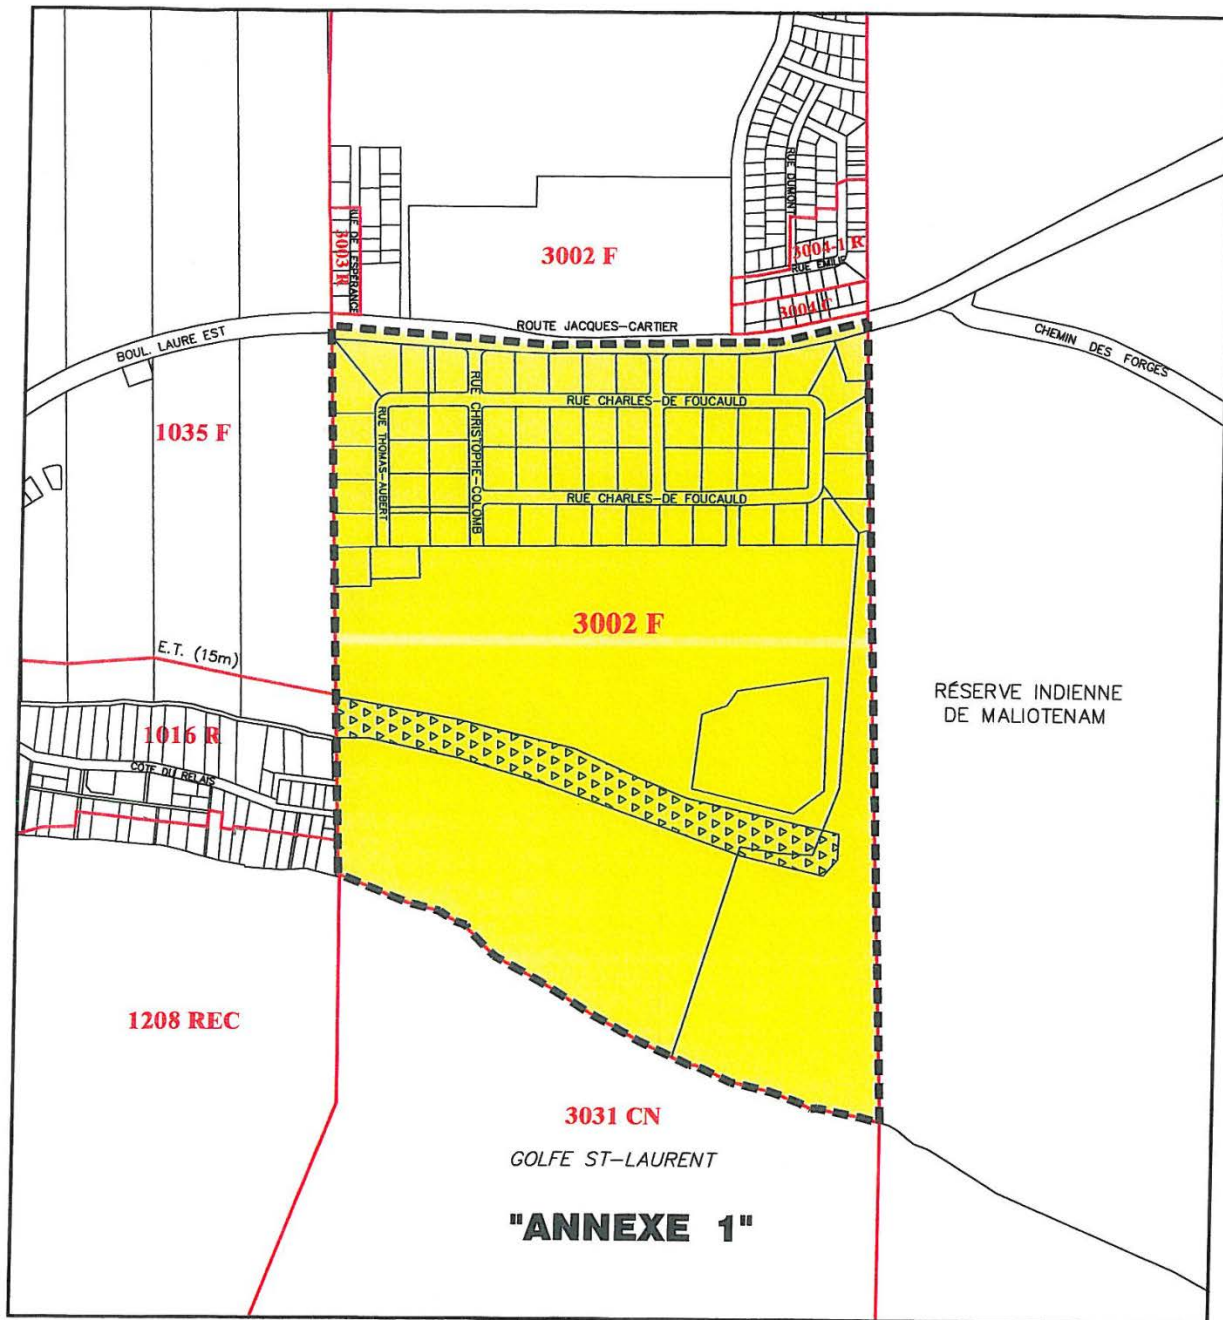 RUE DUMONT
RUE DE ESPERANCE
3003 R
3002 F
3004-1 R
RUE EMILIE
3004 C
ROUTE JACQUES-CARTIER
BOUL. LAURE EST
CHEMIN DES FORGES
RUE CHARLES-DE FOUCAULD
RUE THOMAS-AUBERT
RUE CHRISTOPHE-COLOMB
1035 F
RUE CHARLES-DE FOUCAULD
3002 F
E.T. (15m)
RÉSERVE INDIENNE
DE MALIOTENAM
1016 R
COTE DU RELAIS
1208 REC
3031 CN
GOLFE ST-LAURENT
"ANNEXE 1"